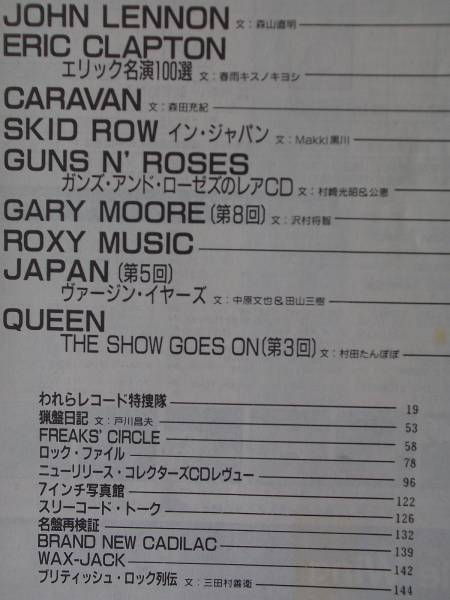 JOHN LENNON 文：森山直明
ERIC CLAPTON
エリック名演100選 文：春雨キスノキヨシ
CARAVAN 文：森田充紀
SKID ROW イン・ジャパン 文：Makki黒川
GUNS N' ROSES
ガンズ・アンド・ローゼズのレアCD 文：村崎光昭&公恵
GARY MOORE(第8回) 文：沢村将智
ROXY MUSIC
JAPAN(第5回)
ヴァージン・イヤーズ 文：中原文也&田山三樹
QUEEN
THE SHOW GOES ON(第3回) 文：村田たんぽぽ
われらレコード特捜隊 19
猟盤日記 文：戸川昌夫 53
FREAKS' CIRCLE 58
ロック・ファイル 78
ニューリリース・コレクターズCDレヴュー 96
7インチ写真館 122
スリーコード・トーク 126
名盤再検証 132
BRAND NEW CADILAC 139
WAX-JACK 142
ブリティッシュ・ロック列伝 文：三田村善衛 144